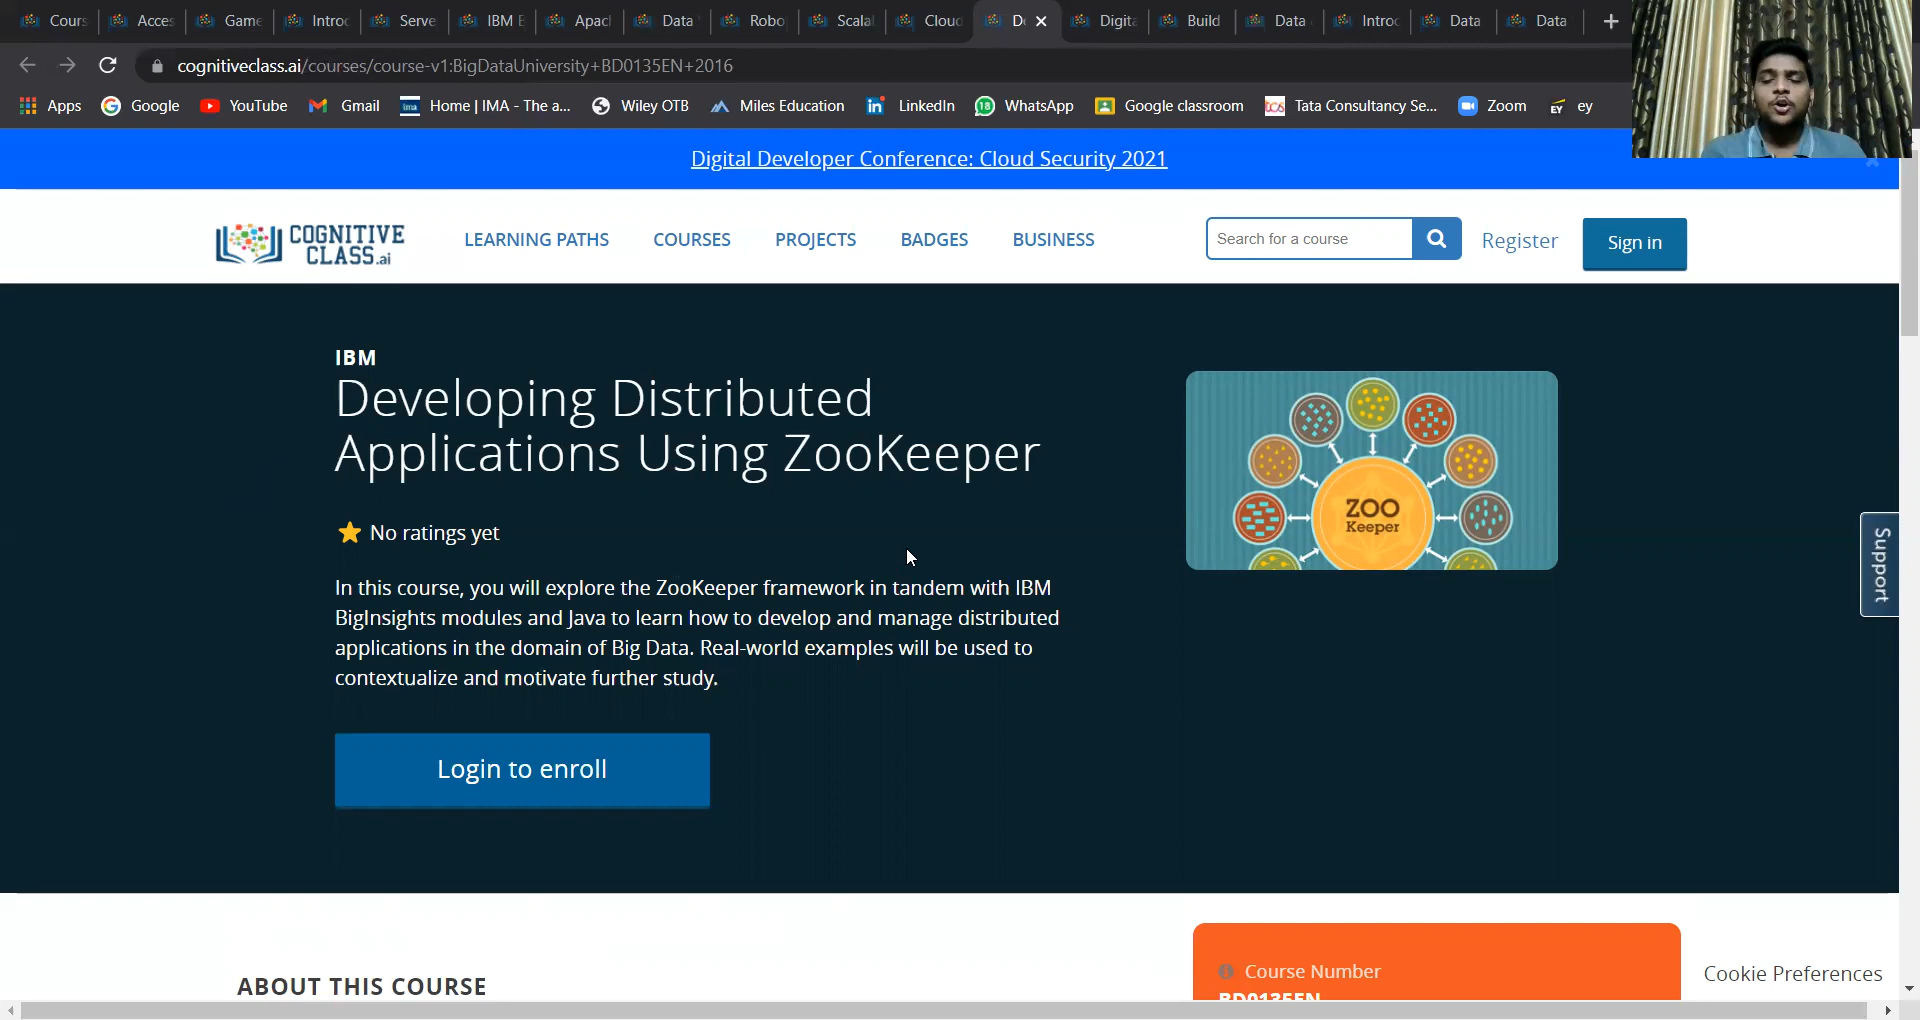 Cours
Acces
Game
Introc
Serve
IBM E
Apac
Data
Robo
Scala
Cloud
D
Digita
Build
Data
Introc
Data
Data
cognitiveclass.ai/courses/course-v1:BigDataUniversity+BD0135EN+2016
Apps
Google
YouTube
Gmail
Home | IMA - The a...
Wiley OTB
Miles Education
LinkedIn
WhatsApp
Google classroom
Tata Consultancy Se...
Zoom
EY ey
Digital Developer Conference: Cloud Security 2021
COGNITIVE
CLASS.ai
LEARNING PATHS
COURSES
PROJECTS
BADGES
BUSINESS
Search for a course
Register
Sign in
IBM
Developing Distributed
Applications Using ZooKeeper
ZOO
Keeper
No ratings yet
In this course, you will explore the ZooKeeper framework in tandem with IBM
BigInsights modules and Java to learn how to develop and manage distributed
applications in the domain of Big Data. Real-world examples will be used to
contextualize and motivate further study.
Support
Login to enroll
ABOUT THIS COURSE
Course Number
BD0135EN
Cookie Preferences